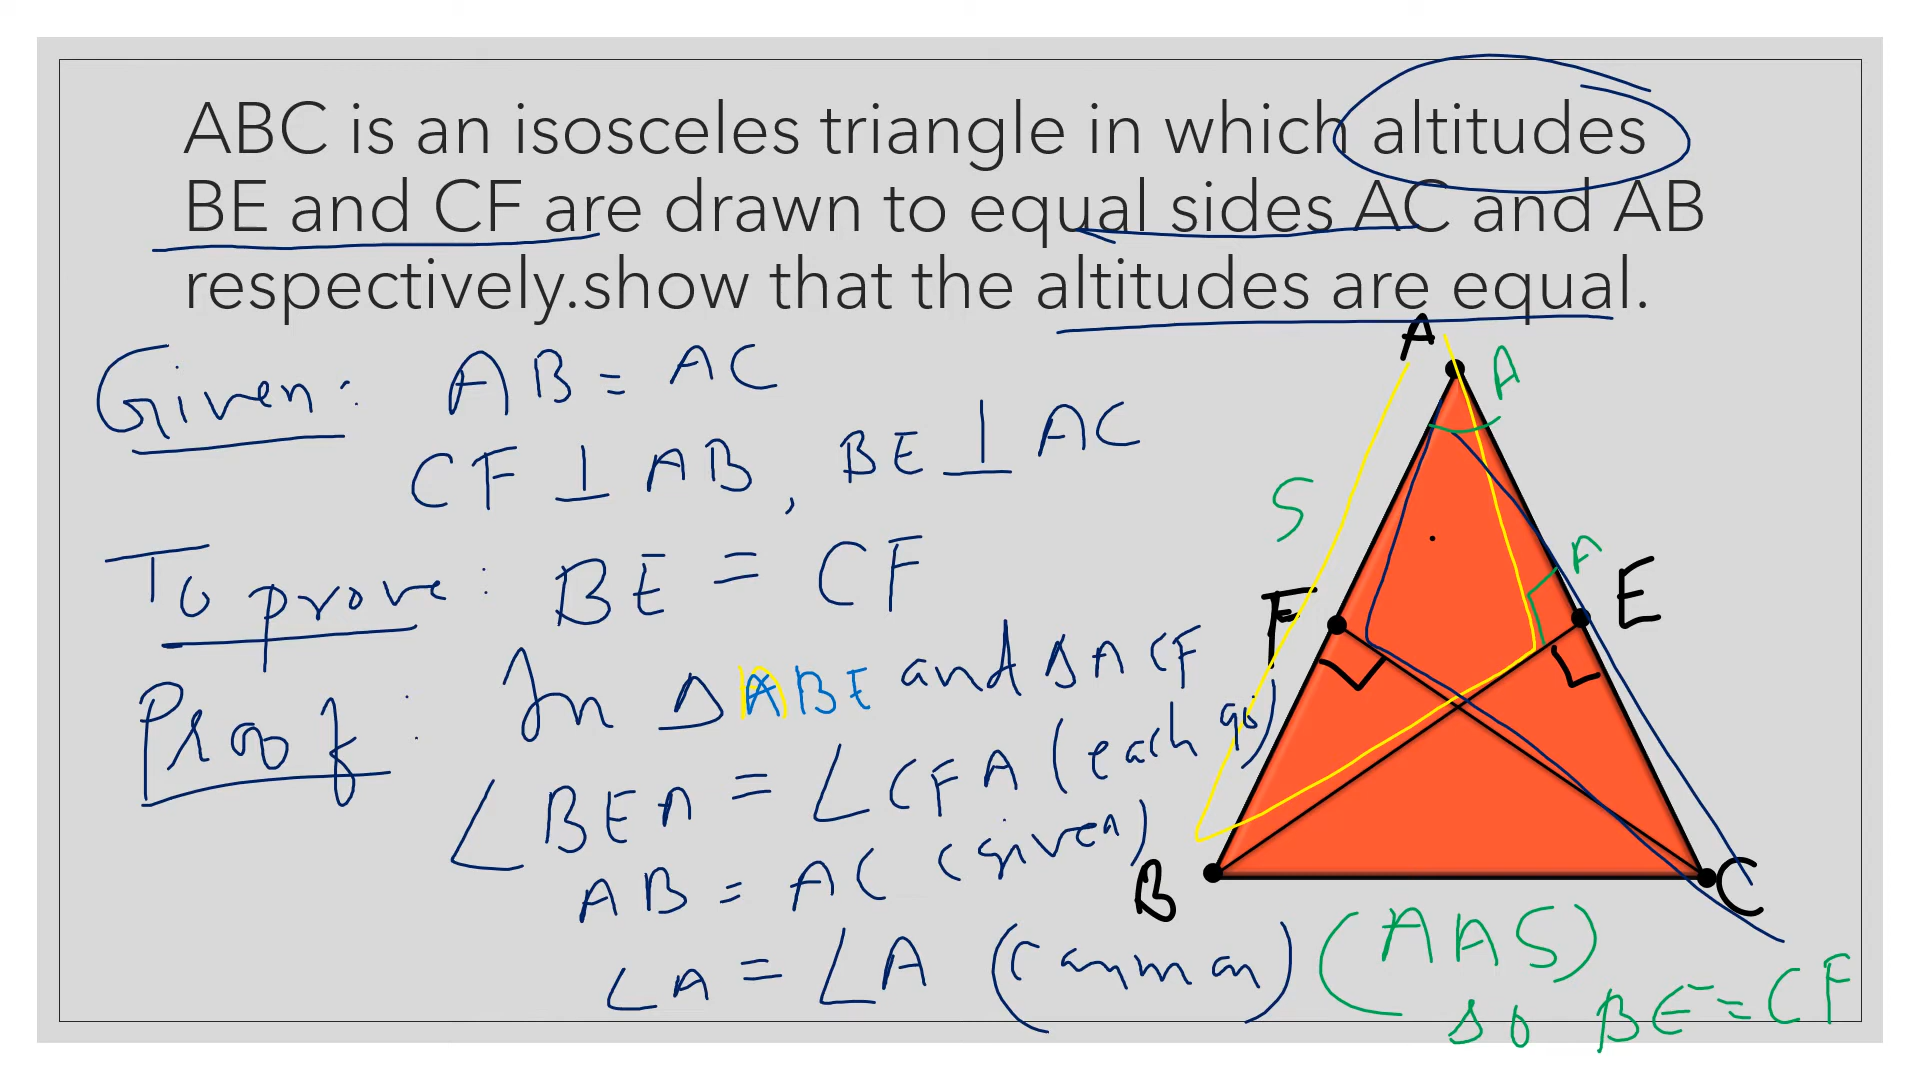 ABC is an isosceles triangle in which altitudes
BE and CF are drawn to equal sides AC and AB
respectively.show that the altitudes are equal.
Given: AB = AC
CF ⊥ AB, BE ⊥ AC
To prove: BE = CF
Proof: In Δ ABE and Δ ACF
∠BEA = ∠CFA (each 90)
AB = AC (given)
∠A = ∠A (common)
(AAS)
so BE = CF
A
A
S
A
F
E
B
C